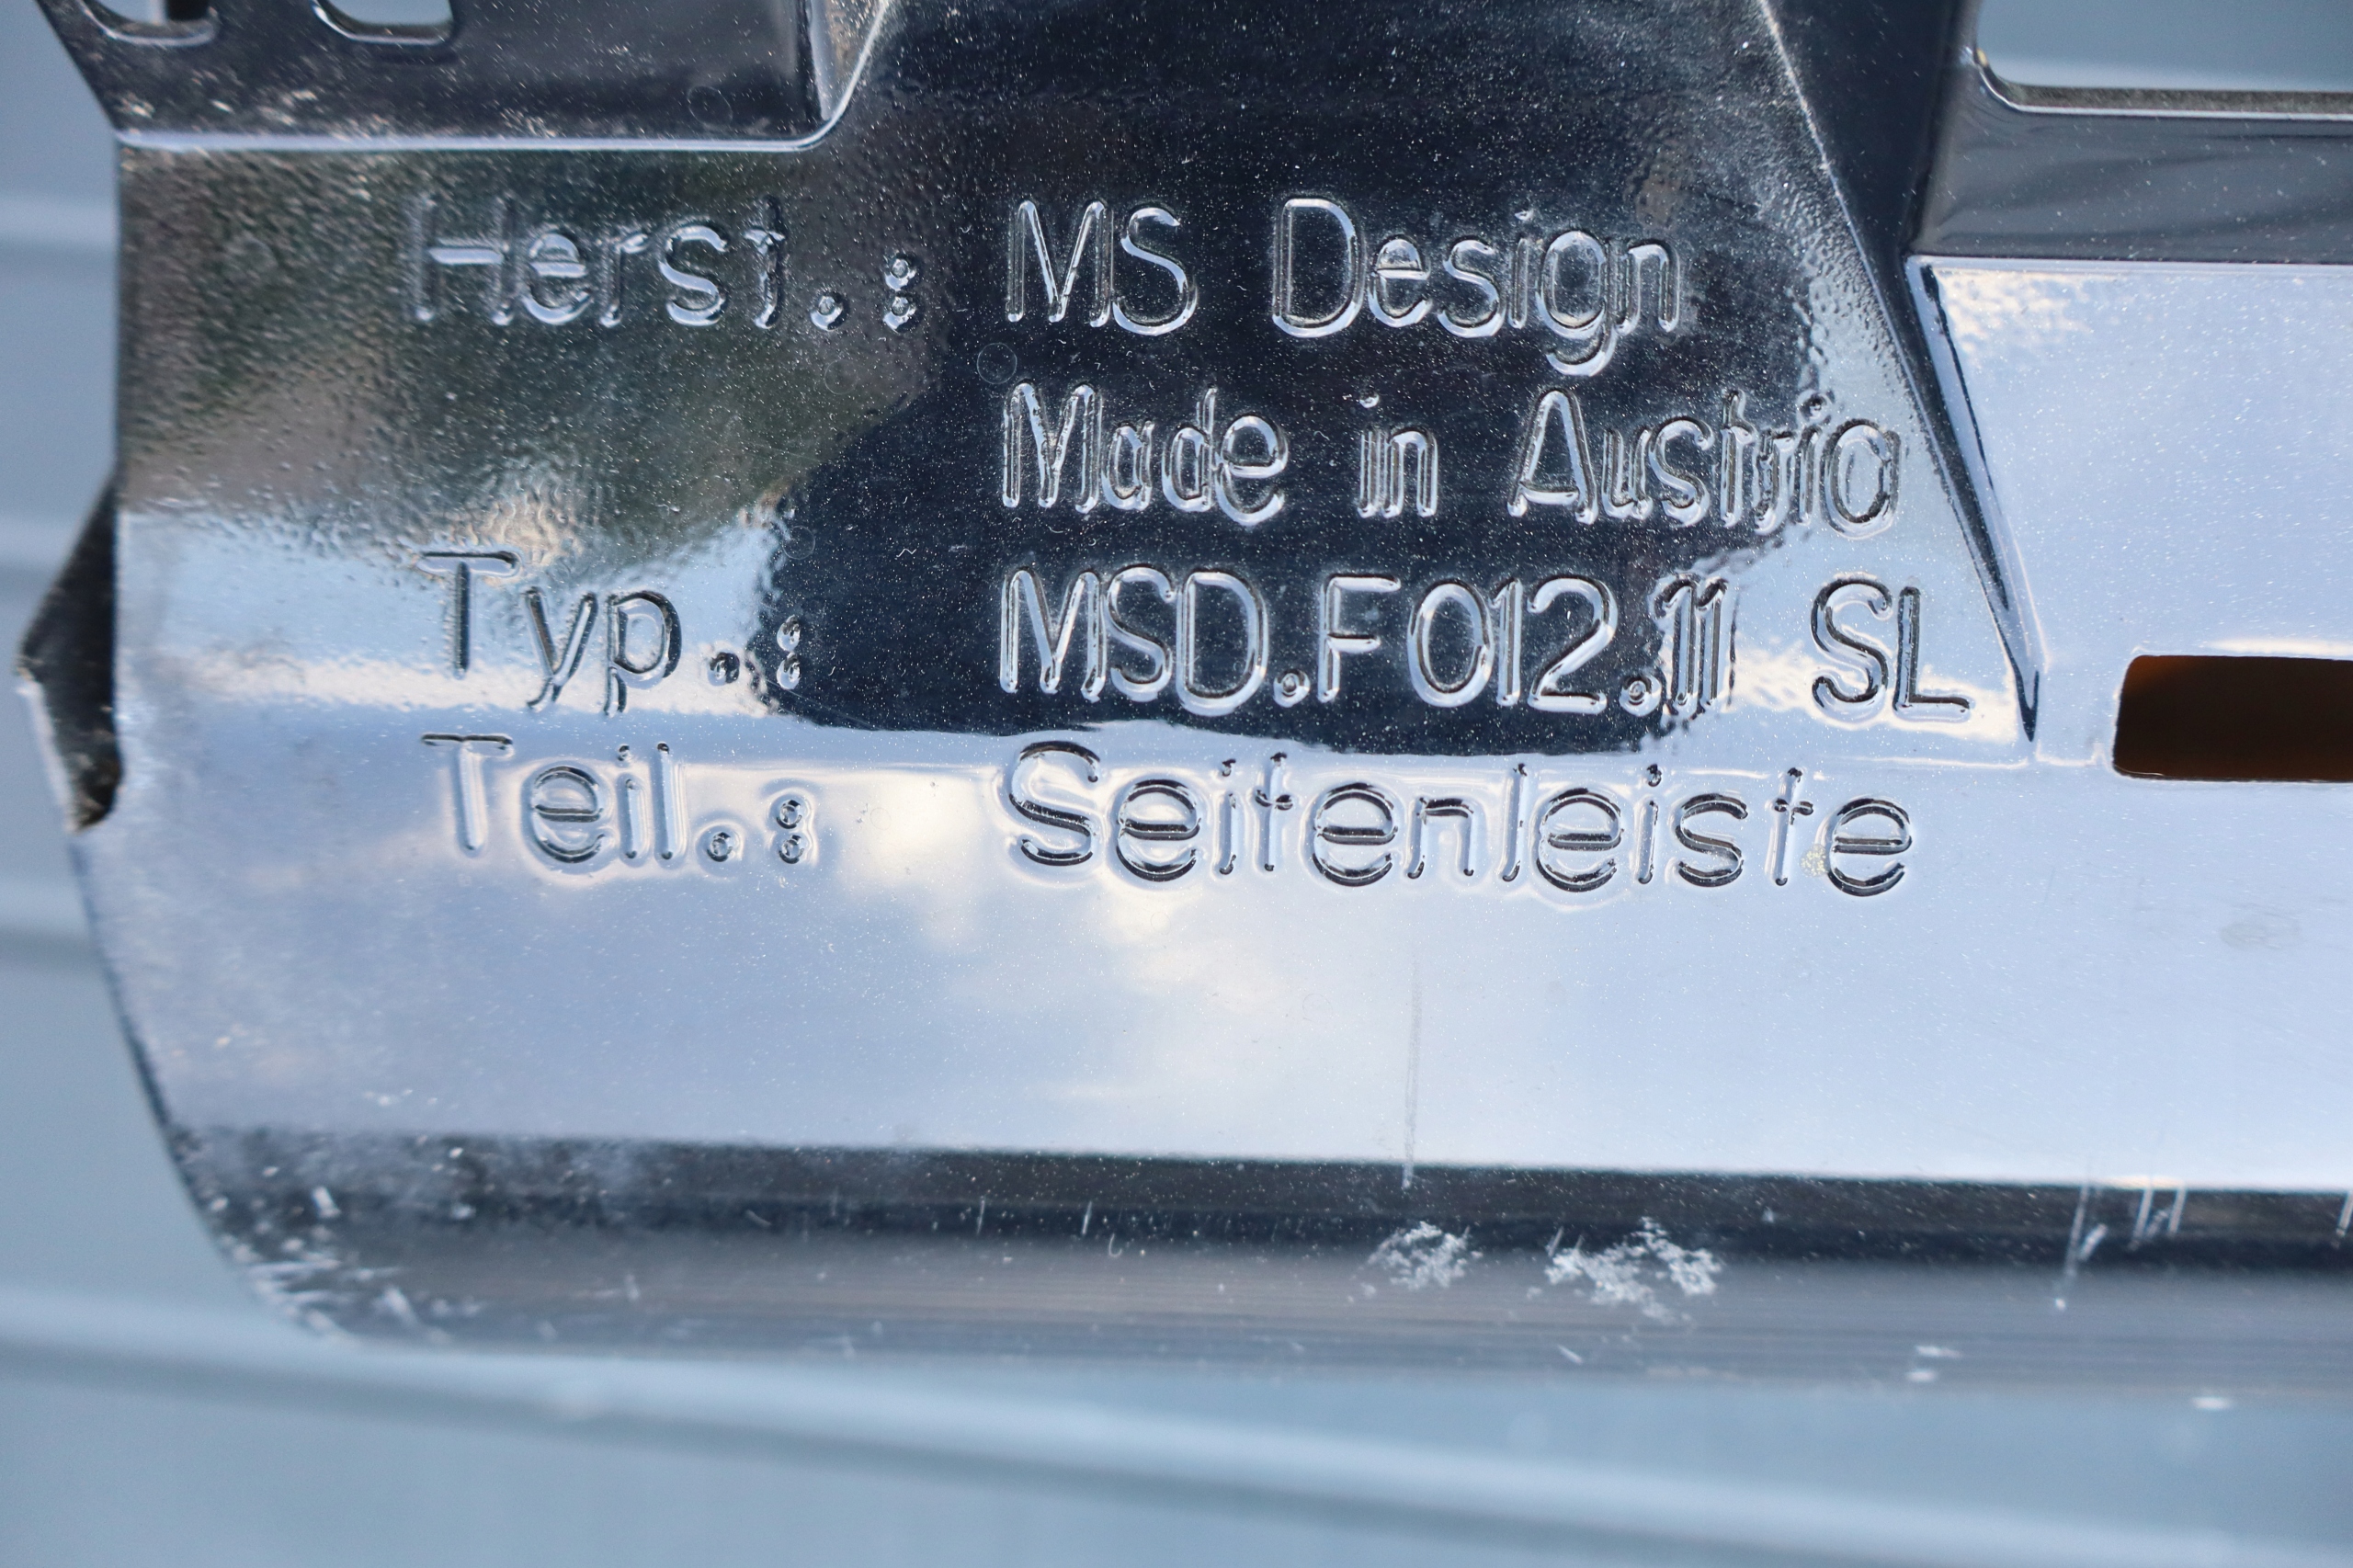 Herst.: MS Design
Made in Austria
Typ.: MSD.F012.11 SL
Teil.: Seitenleiste